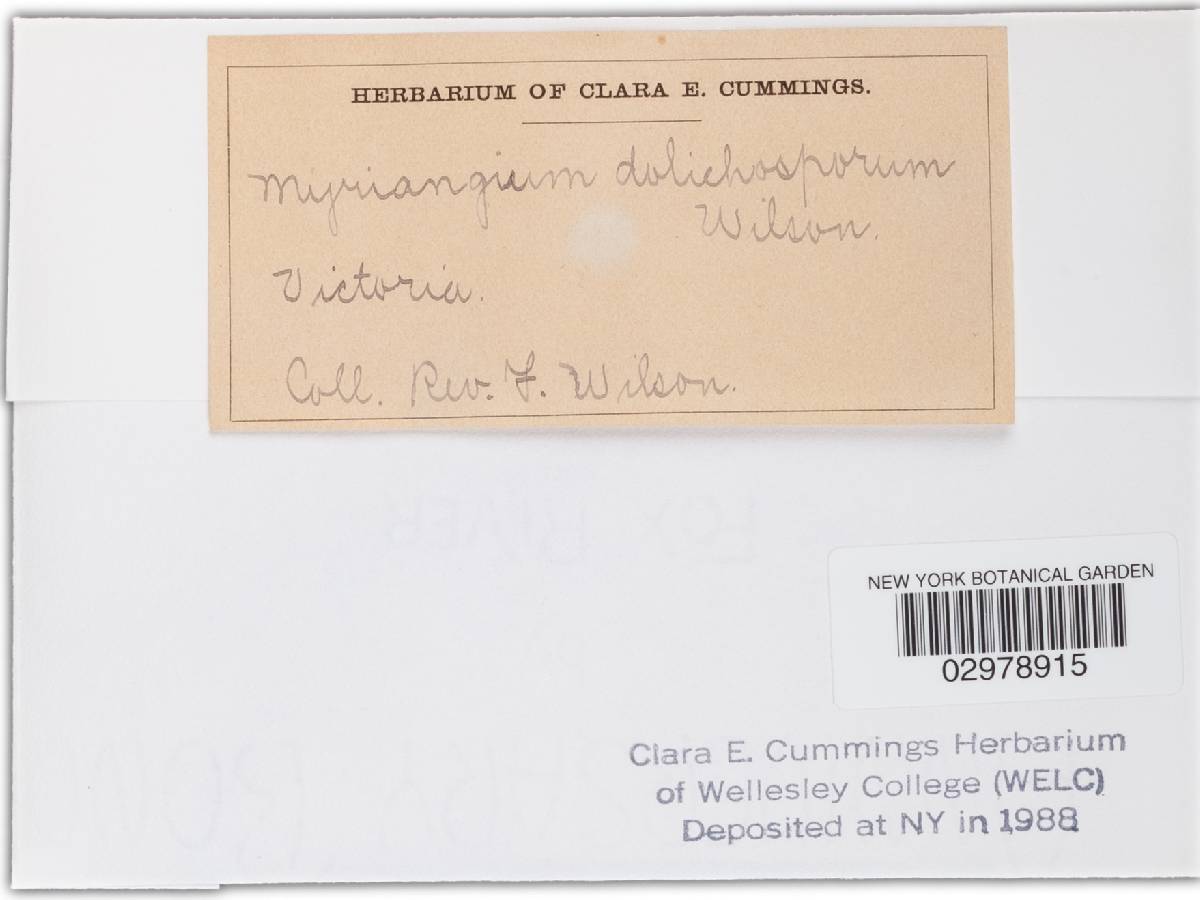 HERBARIUM OF CLARA E. CUMMINGS.
Myriangium dolichosporum
Wilson.
Victoria.
Coll. Rev. F. Wilson.
NEW YORK BOTANICAL GARDEN
02978915
Clara E. Cummings Herbarium
of Wellesley College (WELC)
Deposited at NY in 1988